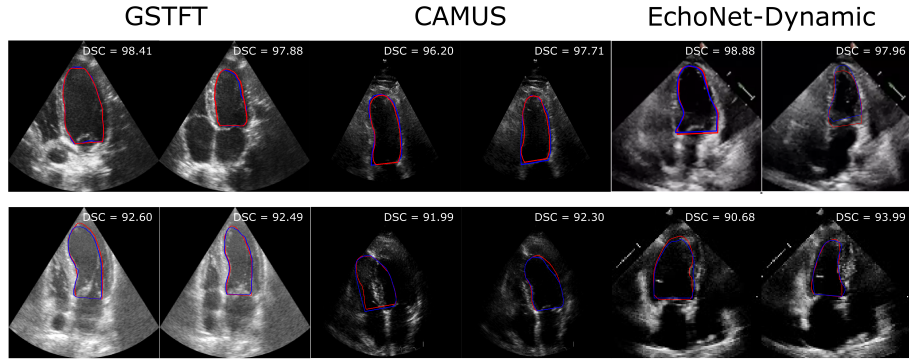 GSTFT CAMUS EchoNet-Dynamic
DSC = 98.41 DSC = 97.88 DSC = 96.20 DSC = 97.71 DSC = 98.88 DSC = 97.96
DSC = 92.60 DSC = 92.49 DSC = 91.99 DSC = 92.30 DSC = 90.68 DSC = 93.99